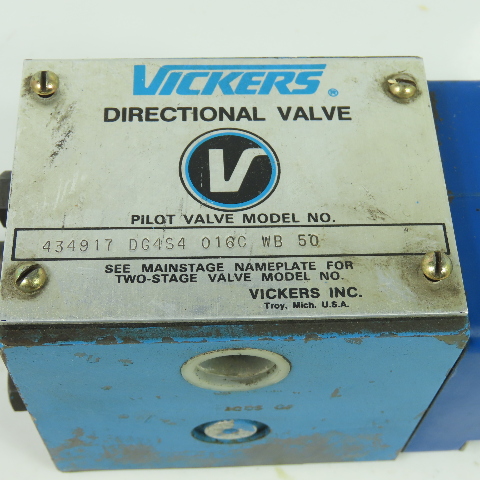 VICKERS®
DIRECTIONAL VALVE
V
PILOT VALVE MODEL NO.
434917 DG4S4 016C WB 50
SEE MAINSTAGE NAMEPLATE FOR
TWO-STAGE VALVE MODEL NO.
VICKERS INC.
Troy, Mich. U.S.A.